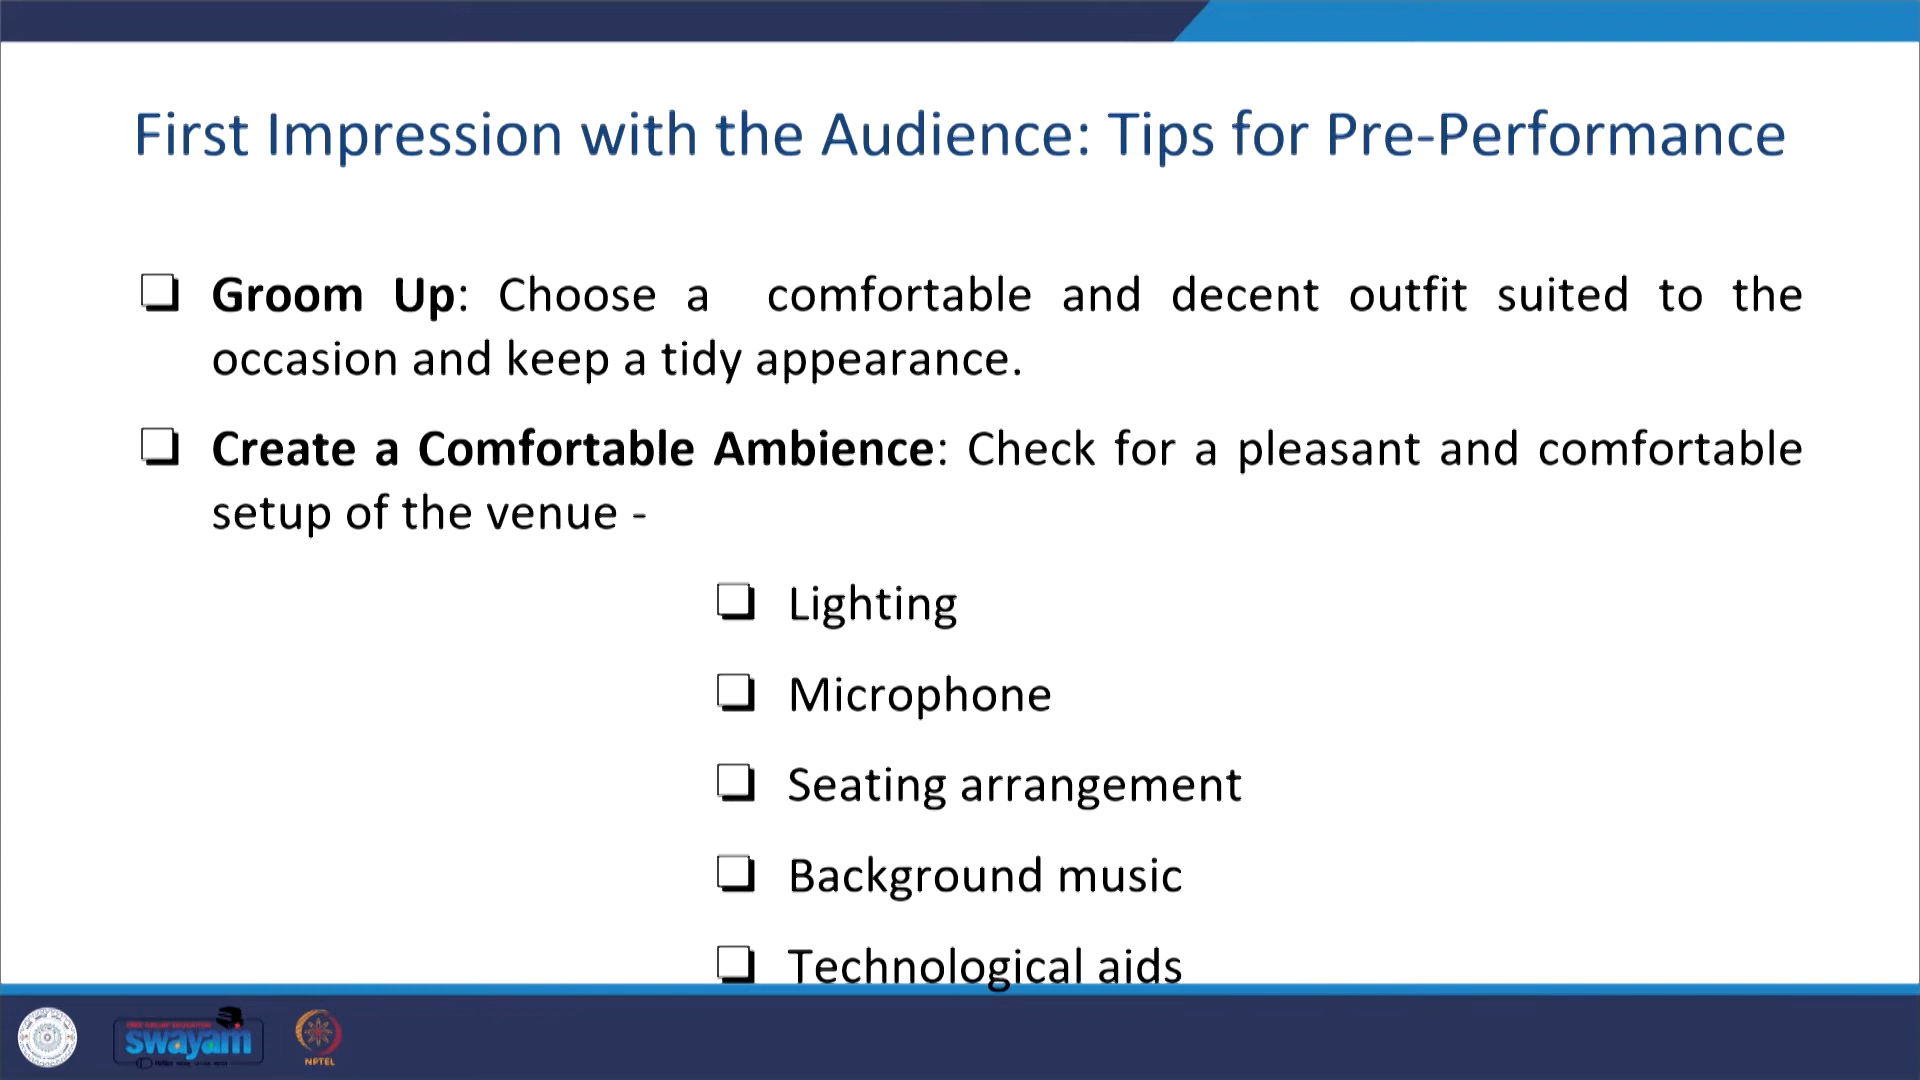 First Impression with the Audience: Tips for Pre-Performance
❑ Groom Up: Choose a comfortable and decent outfit suited to the
occasion and keep a tidy appearance.
❑ Create a Comfortable Ambience: Check for a pleasant and comfortable
setup of the venue -
❑ Lighting
❑ Microphone
❑ Seating arrangement
❑ Background music
❑ Technological aids
swayam
NPTEL